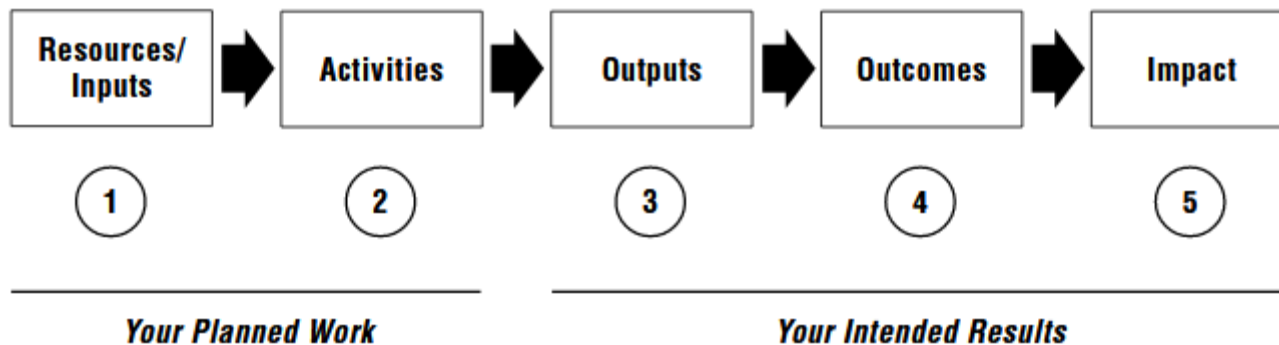 Resources/
Inputs
Activities
Outputs
Outcomes
Impact
1
2
3
4
5
Your Planned Work
Your Intended Results